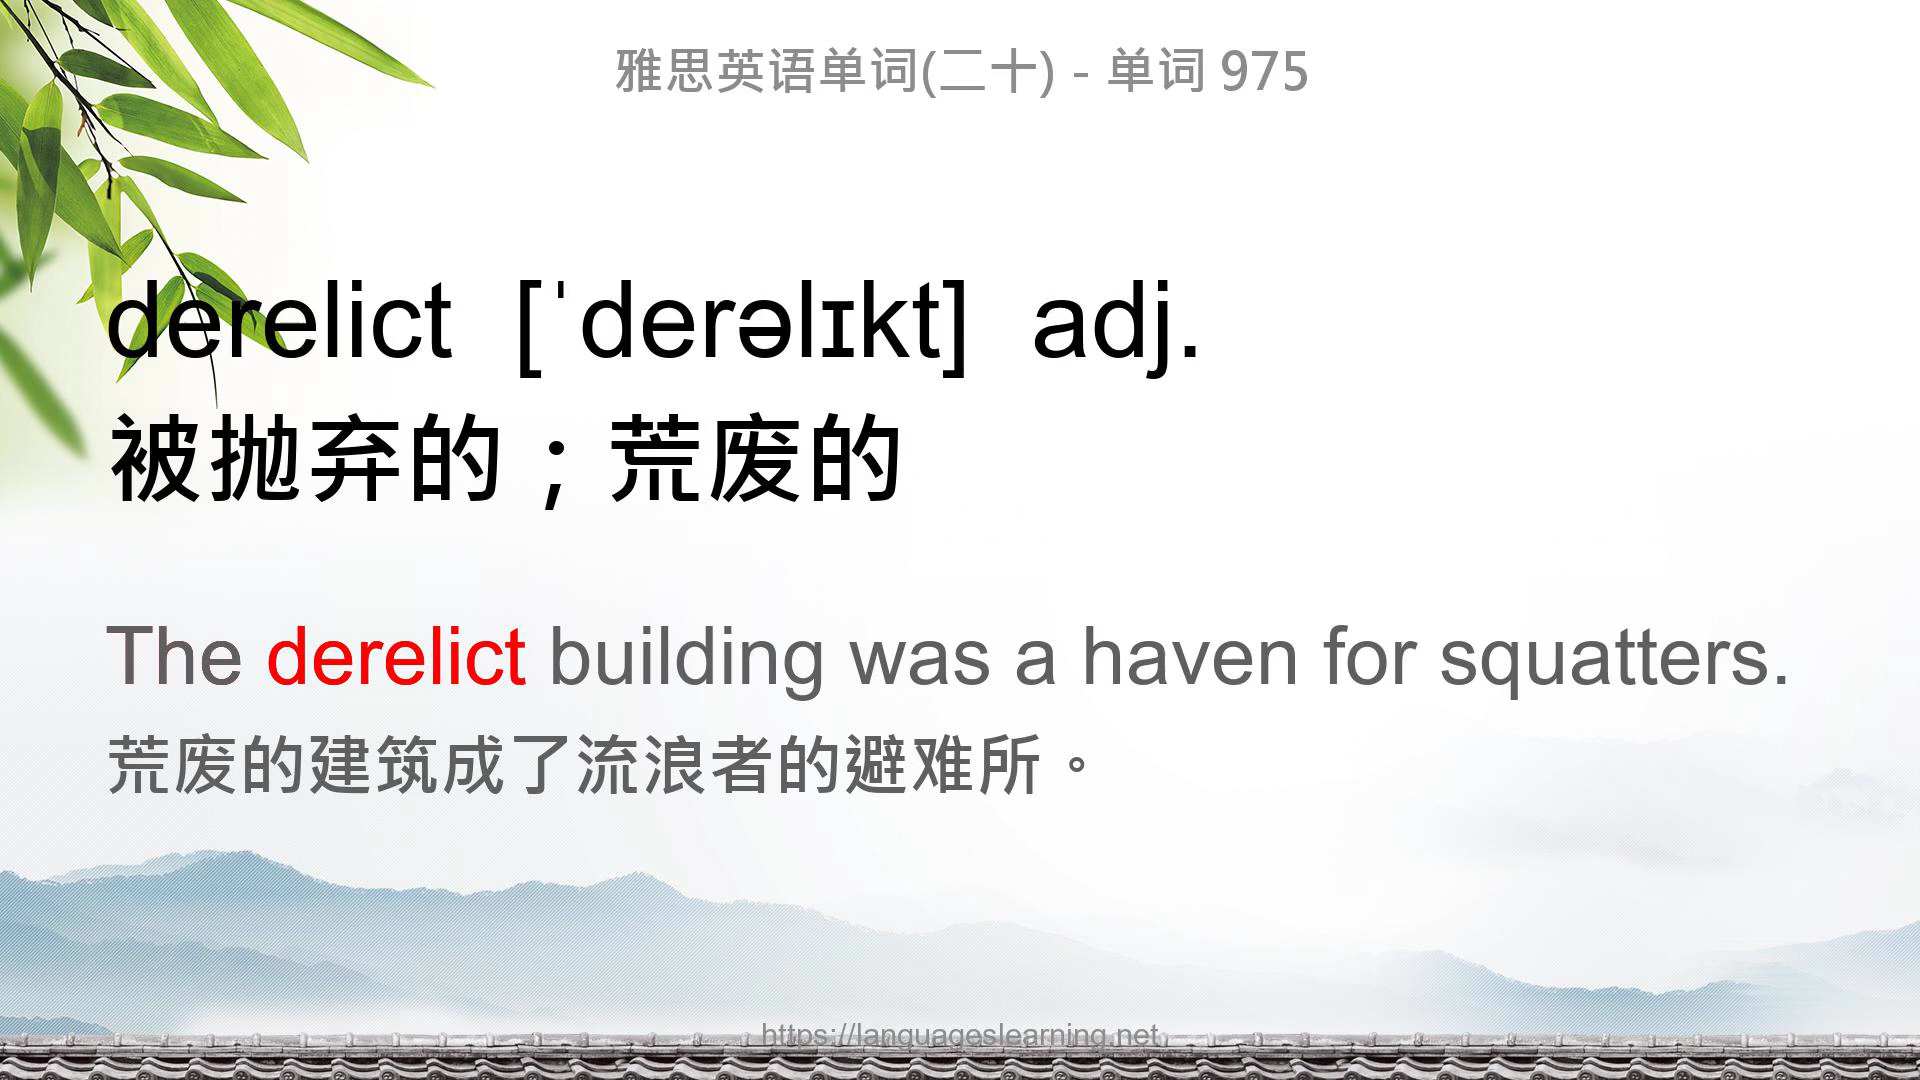 雅思英语单词(二十) - 单词 975
derelict [ˈderəlɪkt] adj.
被抛弃的；荒废的
The derelict building was a haven for squatters.
荒废的建筑成了流浪者的避难所。
https://languageslearning.net